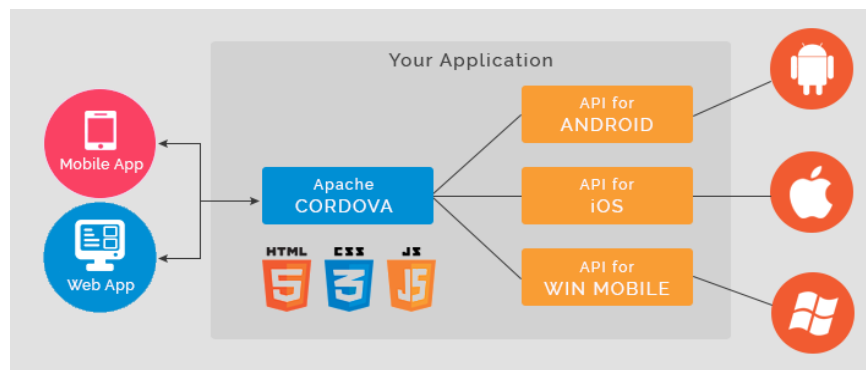 Your Application
Mobile App
Web App
Apache
CORDOVA
HTML
5
CSS
3
JS
JS
API for
ANDROID
API for
iOS
API for
WIN MOBILE